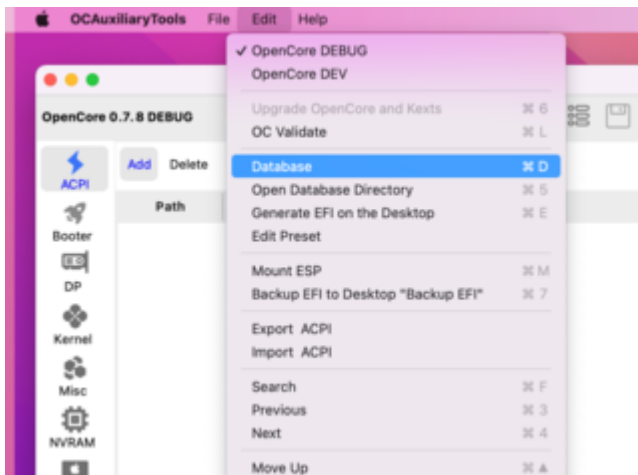 OCAuxiliaryTools File Edit Help
✓ OpenCore DEBUG
OpenCore DEV
OpenCore 0.7.8 DEBUG
Upgrade OpenCore and Kexts ⌘ 6
OC Validate ⌘ L
Add Delete
Database ⌘ D
ACPI
Open Database Directory ⌘ 5
Path
Generate EFI on the Desktop ⌘ E
Booter
Edit Preset
DP
Mount ESP ⌘ M
Backup EFI to Desktop "Backup EFI" ⌘ 7
Kernel
Export ACPI
Import ACPI
Misc
Search ⌘ F
Previous ⌘ 3
NVRAM
Next ⌘ 4
Move Up ⌘ ▲